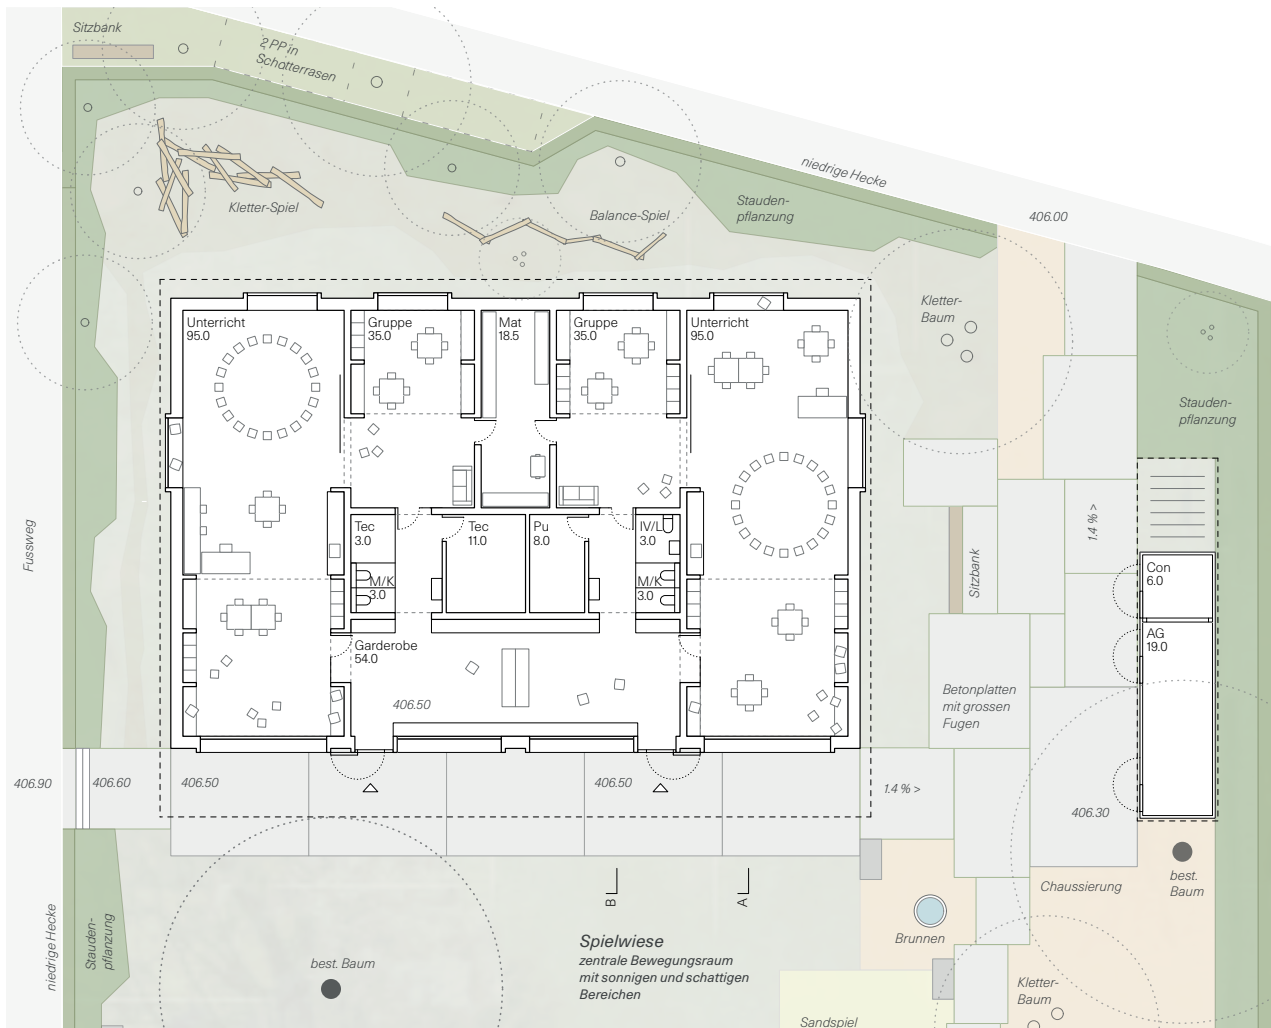 Sitzbank
2 PP in
Schotterrasen
niedrige Hecke
406.00
Kletter-Spiel
Balance-Spiel
Stauden-
pflanzung
Kletter-
Baum
Unterricht
95.0
Gruppe
35.0
Mat
18.5
Gruppe
35.0
Unterricht
95.0
Stauden-
pflanzung
Fussweg
Tec
3.0
Tec
11.0
Pu
8.0
IV/L
3.0
M/K
3.0
M/K
3.0
1.4 % >
Sitzbank
Con
6.0
AG
19.0
Garderobe
54.0
406.50
Betonplatten
mit grossen
Fugen
406.90
406.60
406.50
406.50
1.4 % >
406.30
B
A
Chaussierung
best.
Baum
niedrige Hecke
Stauden-
pflanzung
best. Baum
Spielwiese
zentrale Bewegungsraum
mit sonnigen und schattigen
Bereichen
Brunnen
Kletter-
Baum
Sandspiel